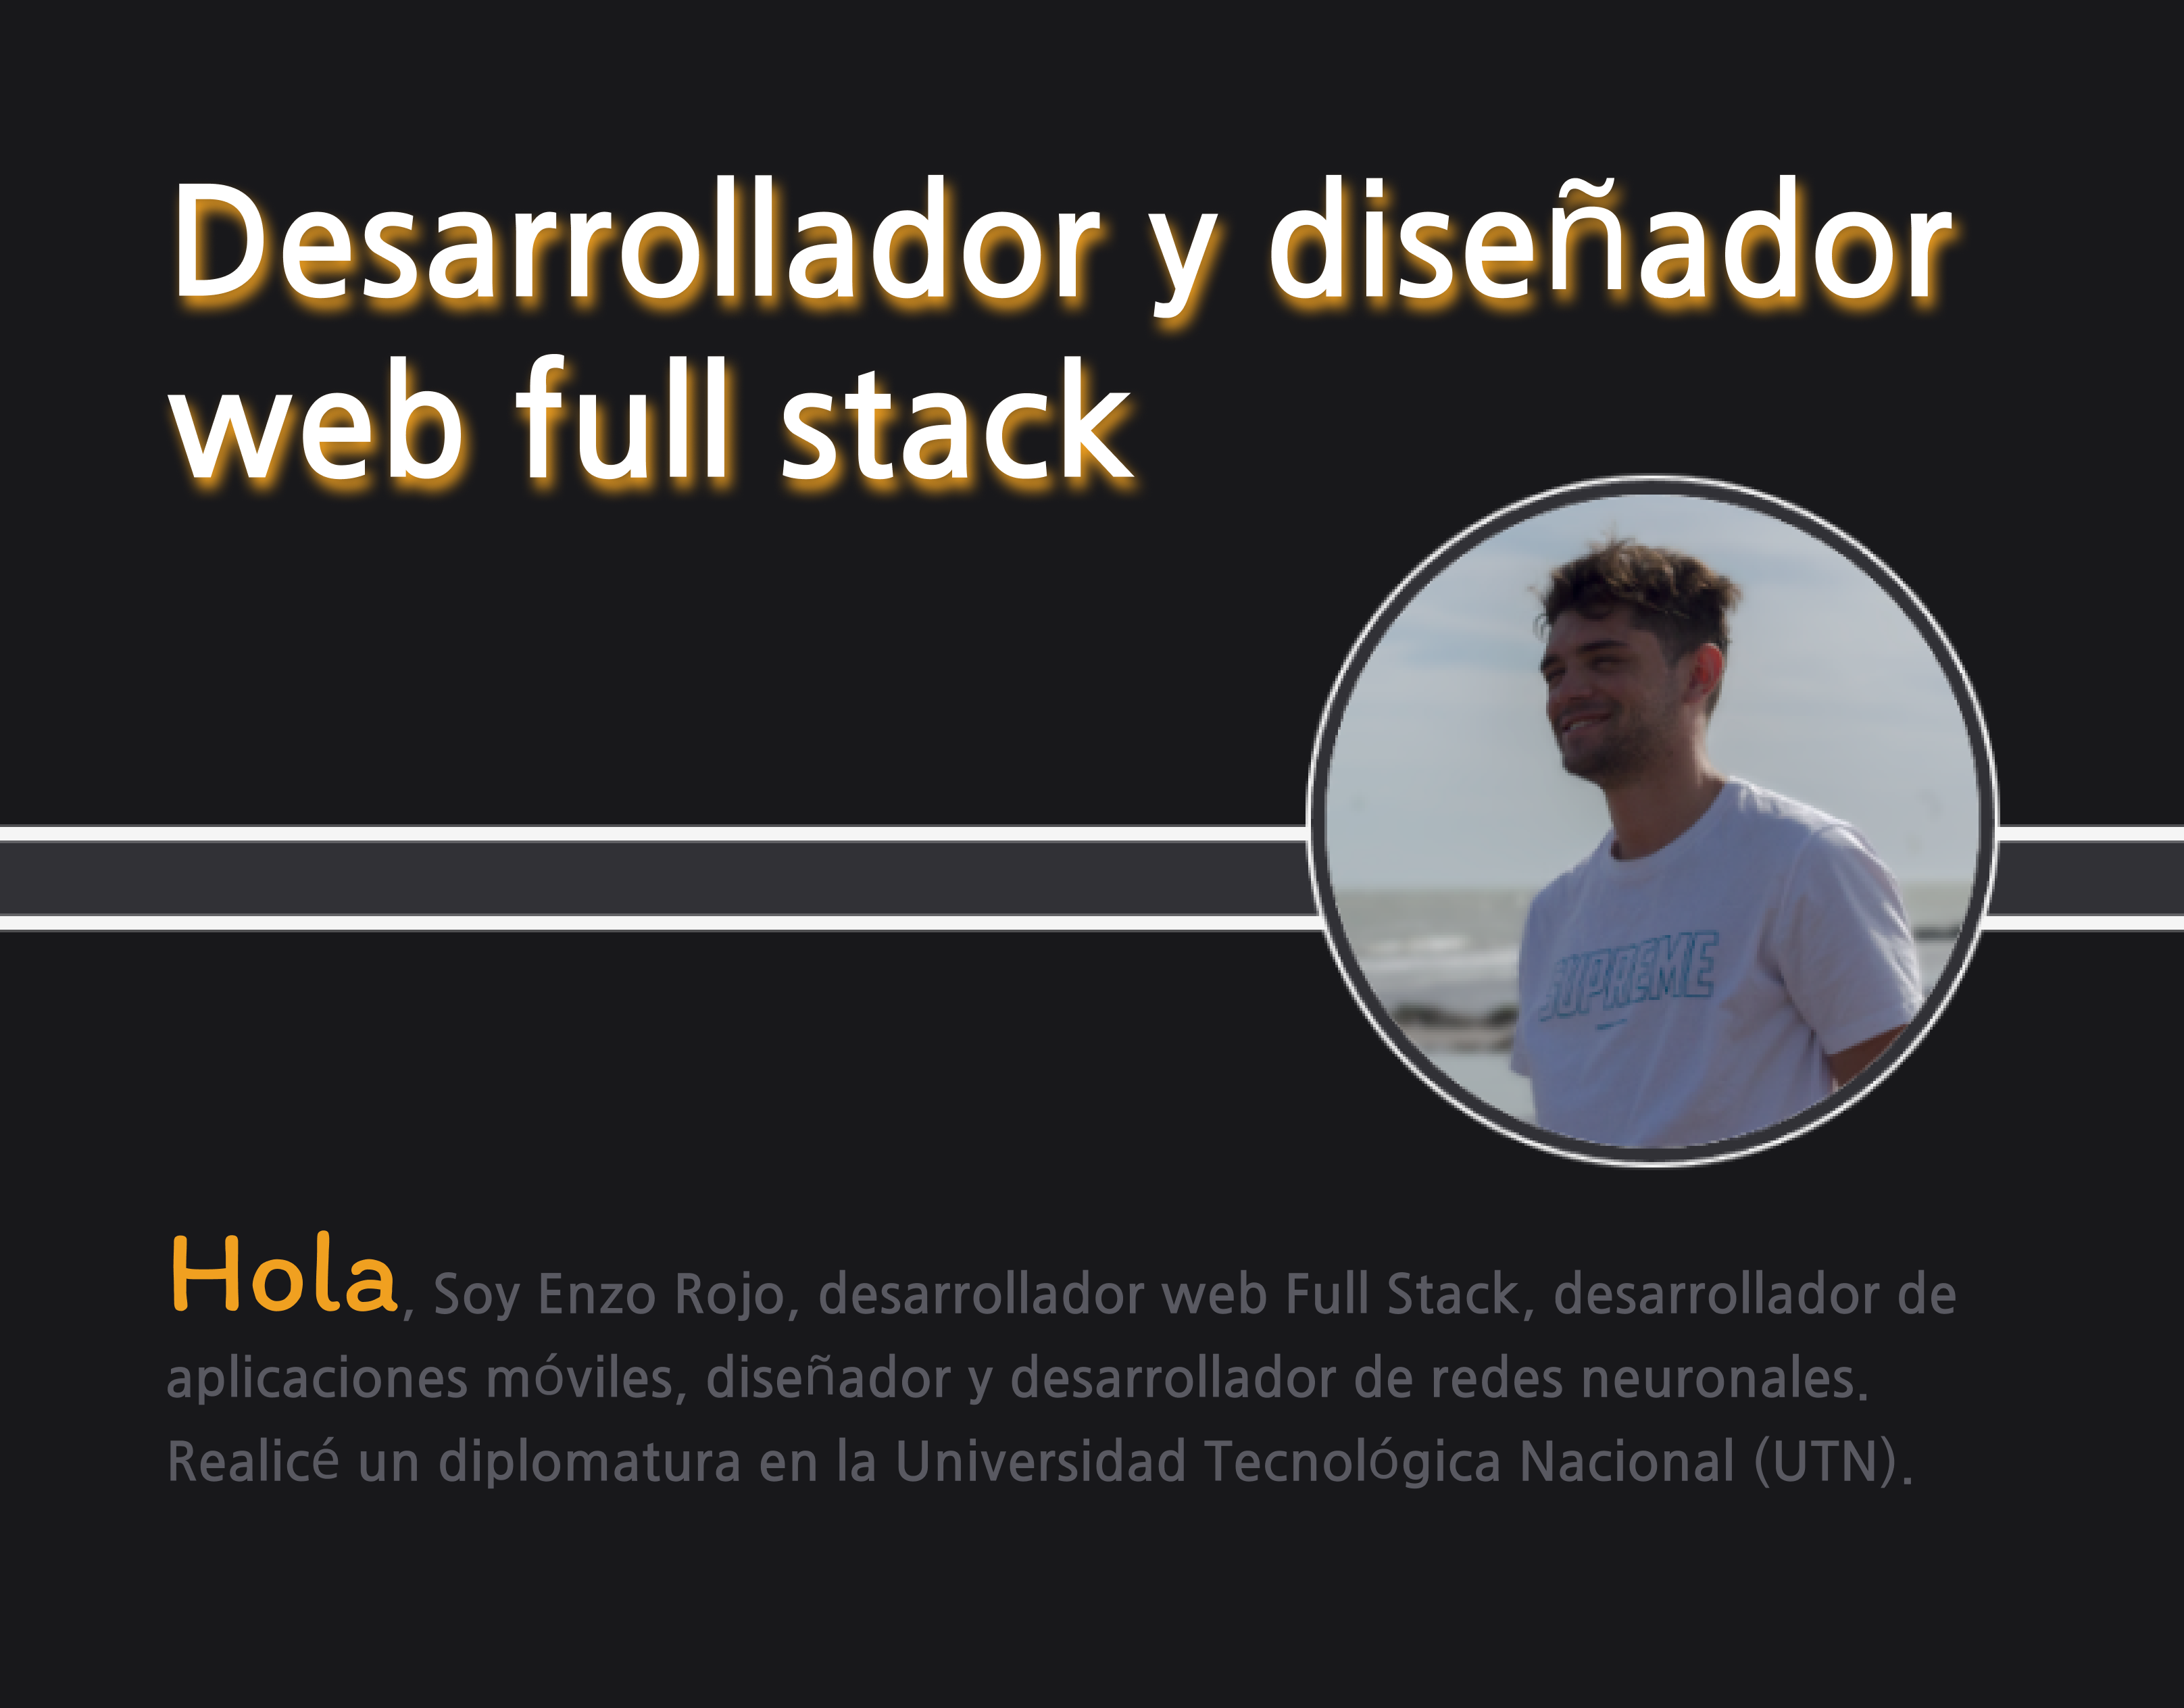 Desarrollador y diseñador
web full stack
SUPREME
Hola, Soy Enzo Rojo, desarrollador web Full Stack, desarrollador de
aplicaciones móviles, diseñador y desarrollador de redes neuronales.
Realicé un diplomatura en la Universidad Tecnológica Nacional (UTN).